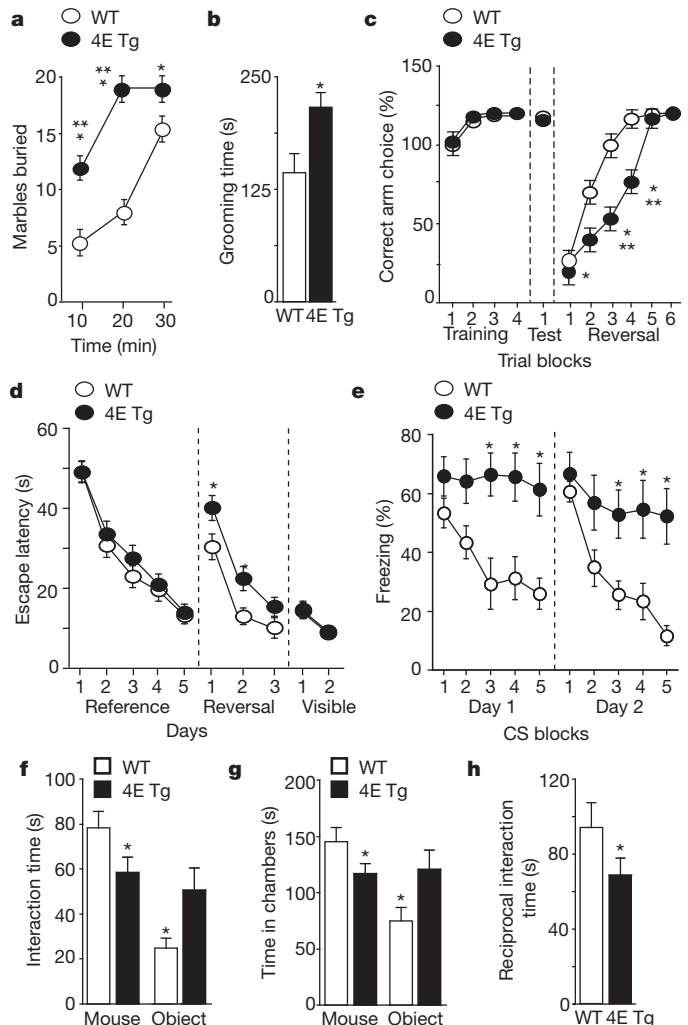 a
WT
4E Tg
Marbles buried
20
15
10
5
0
**
*
**
*
*
10 20 30
Time (min)
b
Grooming time (s)
250
125
0
*
WT 4E Tg
c
WT
4E Tg
Correct arm choice (%)
150
100
50
0
*
*
**
*
**
1 2 3 4 1 1 2 3 4 5 6
Training Test Reversal
Trial blocks
d
WT
4E Tg
Escape latency (s)
60
40
20
0
*
*
1 2 3 4 5 1 2 3 1 2
Reference Reversal Visible
Days
e
WT
4E Tg
Freezing (%)
80
60
40
20
0
* * * * * *
1 2 3 4 5 1 2 3 4 5
Day 1 Day 2
CS blocks
f
WT
4E Tg
Interaction time (s)
100
80
60
40
20
0
*
*
Mouse Object
g
WT
4E Tg
Time in chambers (s)
200
150
100
50
0
*
*
Mouse Object
h
Reciprocal interaction
time (s)
120
80
40
0
*
WT 4E Tg